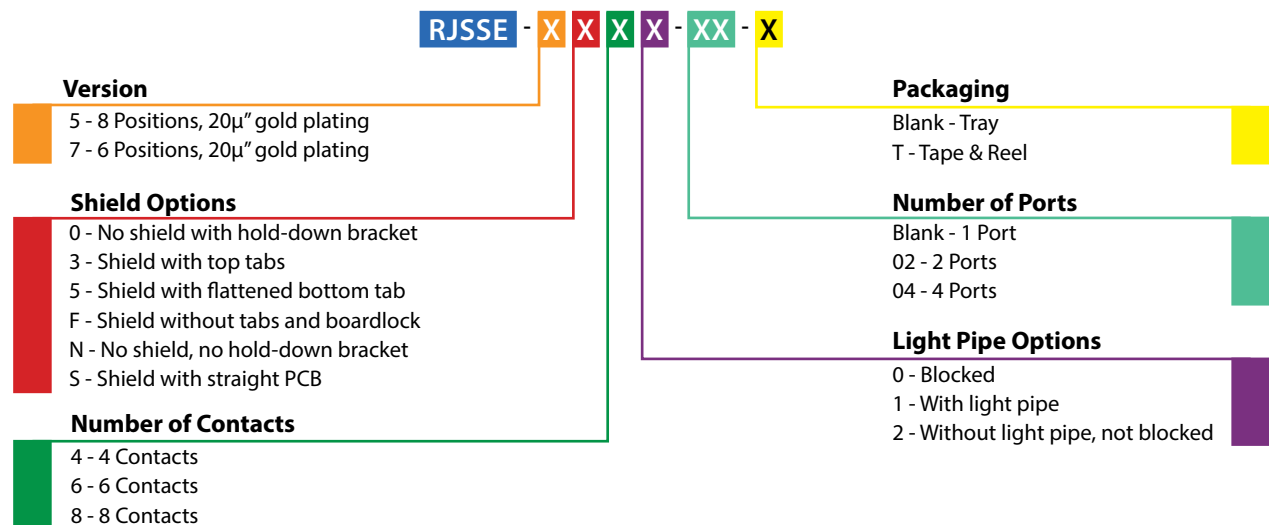 RJSSE - X X X X - XX - X
Version
5 - 8 Positions, 20µ" gold plating
7 - 6 Positions, 20µ" gold plating
Shield Options
0 - No shield with hold-down bracket
3 - Shield with top tabs
5 - Shield with flattened bottom tab
F - Shield without tabs and boardlock
N - No shield, no hold-down bracket
S - Shield with straight PCB
Number of Contacts
4 - 4 Contacts
6 - 6 Contacts
8 - 8 Contacts
Packaging
Blank - Tray
T - Tape & Reel
Number of Ports
Blank - 1 Port
02 - 2 Ports
04 - 4 Ports
Light Pipe Options
0 - Blocked
1 - With light pipe
2 - Without light pipe, not blocked